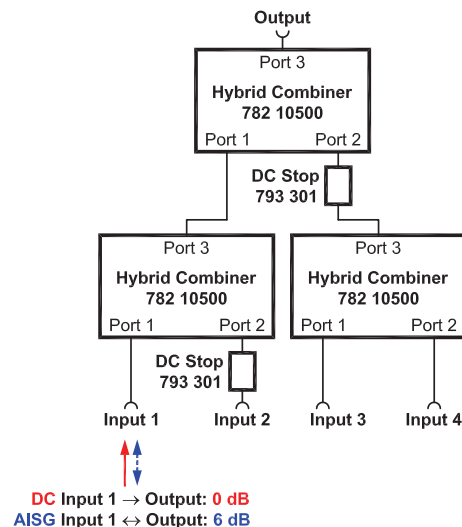 Output
Port 3
Hybrid Combiner
782 10500
Port 1 Port 2
DC Stop
793 301
Port 3
Hybrid Combiner
782 10500
Port 1 Port 2
Port 3
Hybrid Combiner
782 10500
Port 1 Port 2
DC Stop
793 301
Input 1 Input 2 Input 3 Input 4
DC Input 1 → Output: 0 dB
AISG Input 1 ↔ Output: 6 dB